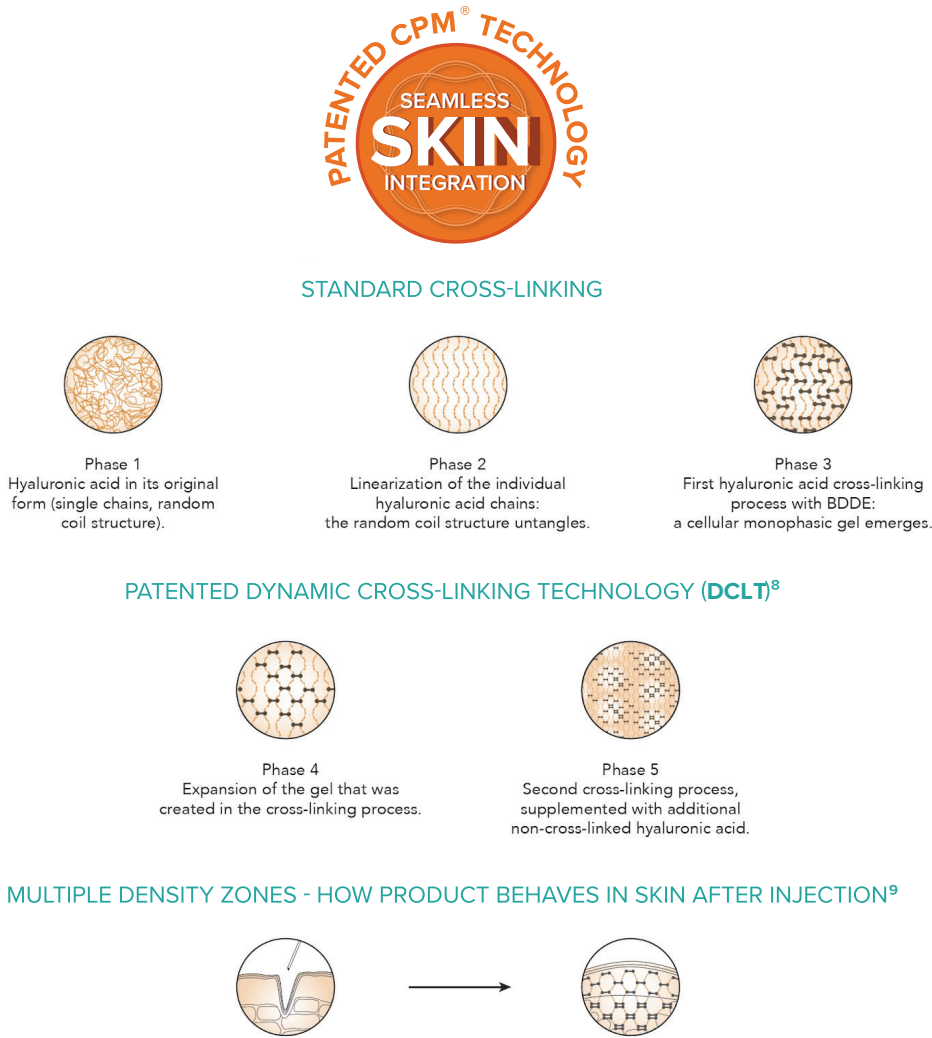 PATENTED CPM® TECHNOLOGY
SEAMLESS
SKIN
INTEGRATION
STANDARD CROSS-LINKING
Phase 1
Hyaluronic acid in its original
form (single chains, random
coil structure).
Phase 2
Linearization of the individual
hyaluronic acid chains:
the random coil structure untangles.
Phase 3
First hyaluronic acid cross-linking
process with BDDE:
a cellular monophasic gel emerges.
PATENTED DYNAMIC CROSS-LINKING TECHNOLOGY (DCLT)⁸
Phase 4
Expansion of the gel that was
created in the cross-linking process.
Phase 5
Second cross-linking process,
supplemented with additional
non-cross-linked hyaluronic acid.
MULTIPLE DENSITY ZONES - HOW PRODUCT BEHAVES IN SKIN AFTER INJECTION⁹